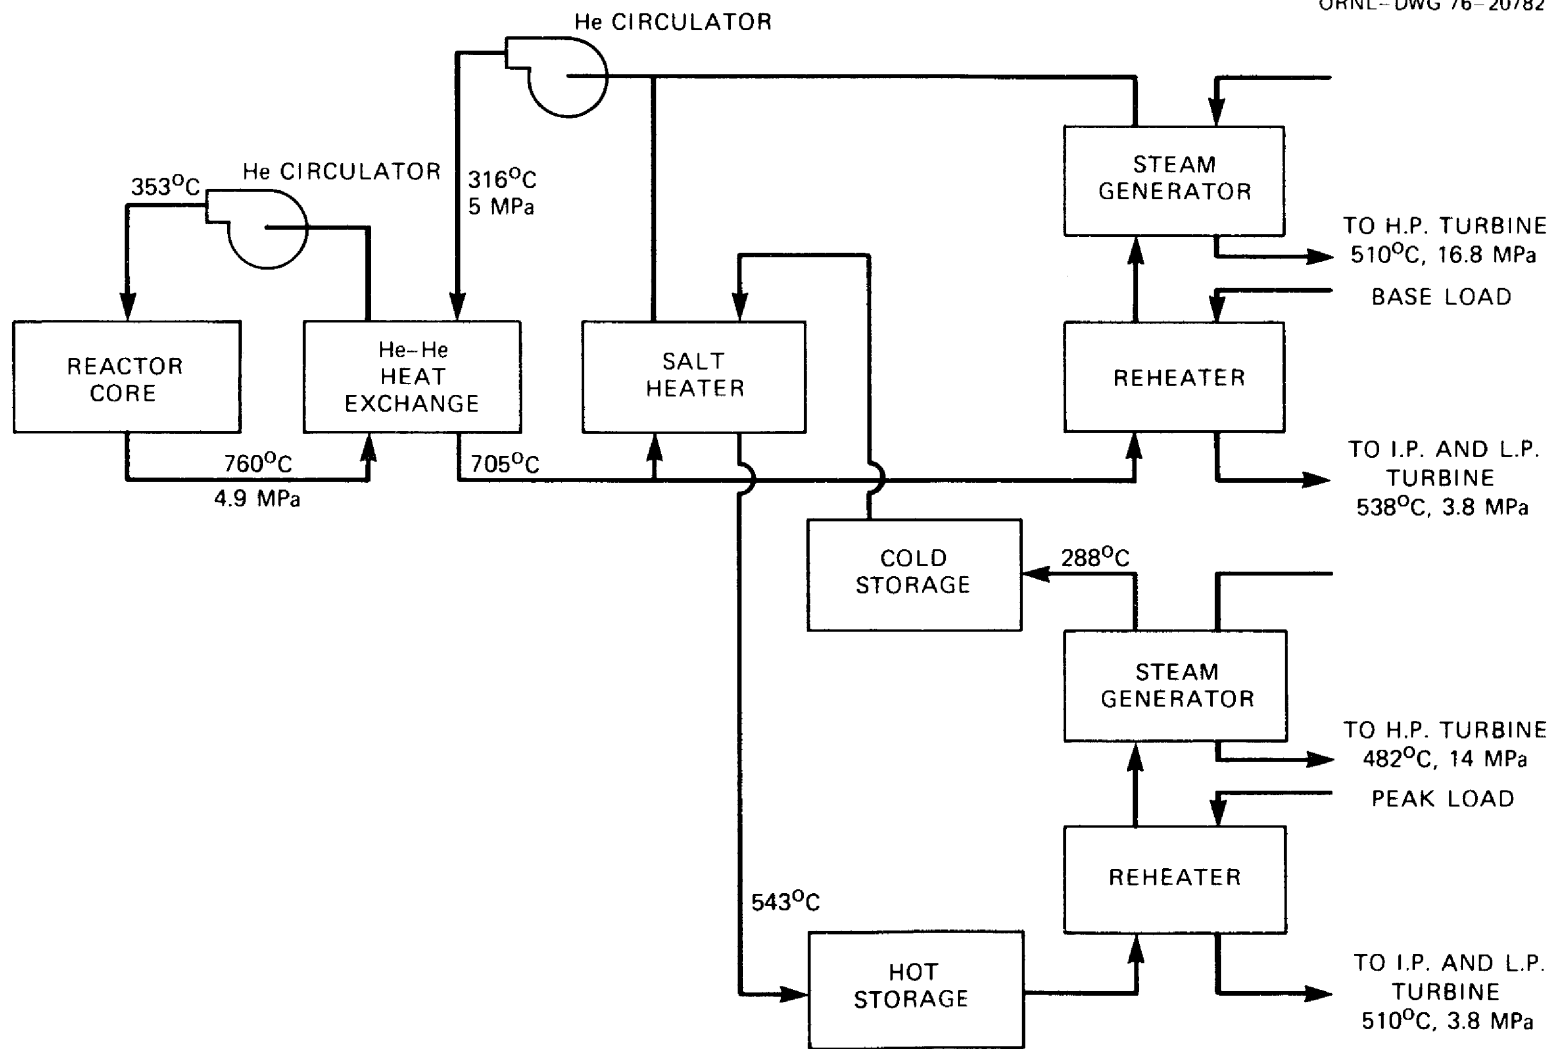 ORNL-DWG 76-20782
He CIRCULATOR
He CIRCULATOR
353°C
316°C
5 MPa
STEAM
GENERATOR
TO H.P. TURBINE
510°C, 16.8 MPa
BASE LOAD
REACTOR
CORE
He-He
HEAT
EXCHANGE
SALT
HEATER
REHEATER
760°C
4.9 MPa
705°C
TO I.P. AND L.P.
TURBINE
538°C, 3.8 MPa
COLD
STORAGE
288°C
STEAM
GENERATOR
TO H.P. TURBINE
482°C, 14 MPa
PEAK LOAD
REHEATER
543°C
HOT
STORAGE
TO I.P. AND L.P.
TURBINE
510°C, 3.8 MPa